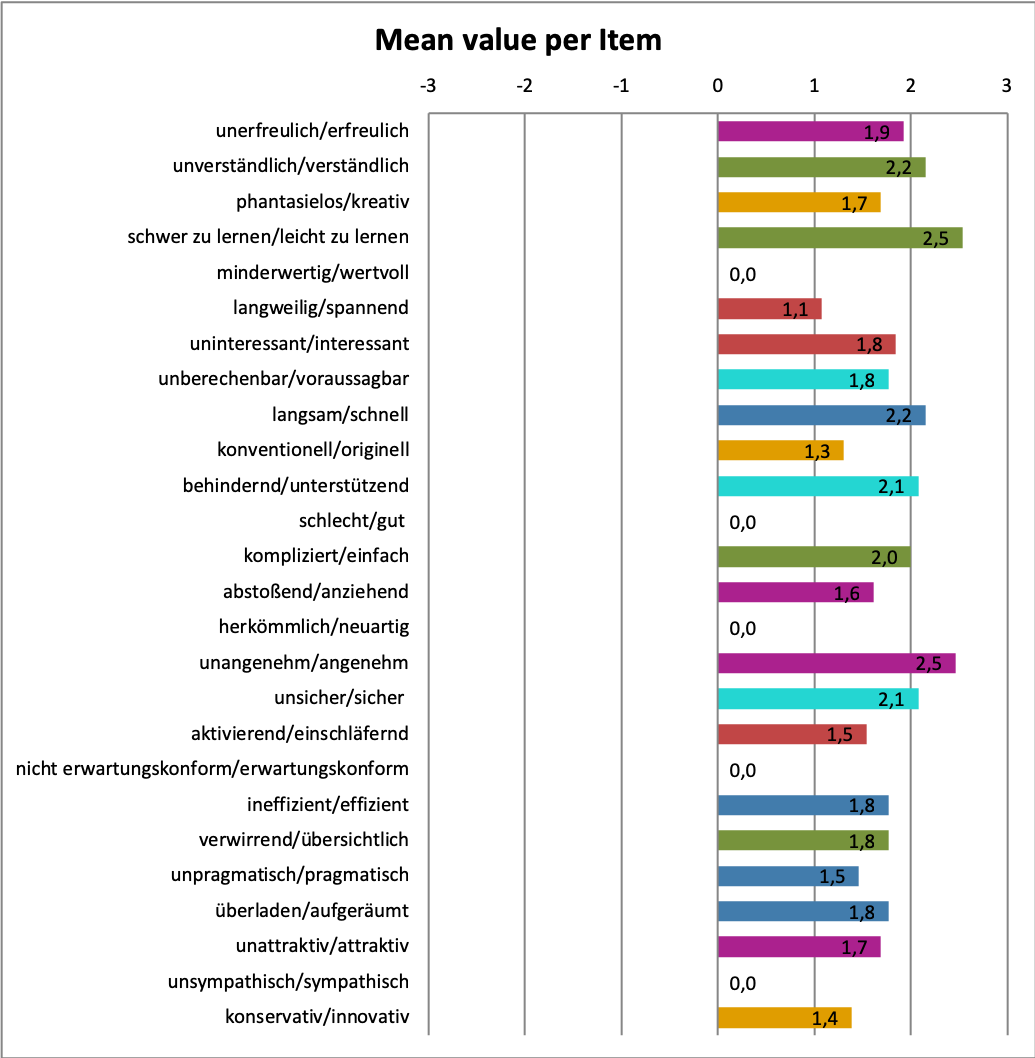 Mean value per Item
-3 -2 -1 0 1 2 3
unerfreulich/erfreulich 1,9
unverständlich/verständlich 2,2
phantasielos/kreativ 1,7
schwer zu lernen/leicht zu lernen 2,5
minderwertig/wertvoll 0,0
langweilig/spannend 1,1
uninteressant/interessant 1,8
unberechenbar/voraussagbar 1,8
langsam/schnell 2,2
konventionell/originell 1,3
behindernd/unterstützend 2,1
schlecht/gut 0,0
kompliziert/einfach 2,0
abstoßend/anziehend 1,6
herkömmlich/neuartig 0,0
unangenehm/angenehm 2,5
unsicher/sicher 2,1
aktivierend/einschläfernd 1,5
nicht erwartungskonform/erwartungskonform 0,0
ineffizient/effizient 1,8
verwirrend/übersichtlich 1,8
unpragmatisch/pragmatisch 1,5
überladen/aufgeräumt 1,8
unattraktiv/attraktiv 1,7
unsympathisch/sympathisch 0,0
konservativ/innovativ 1,4